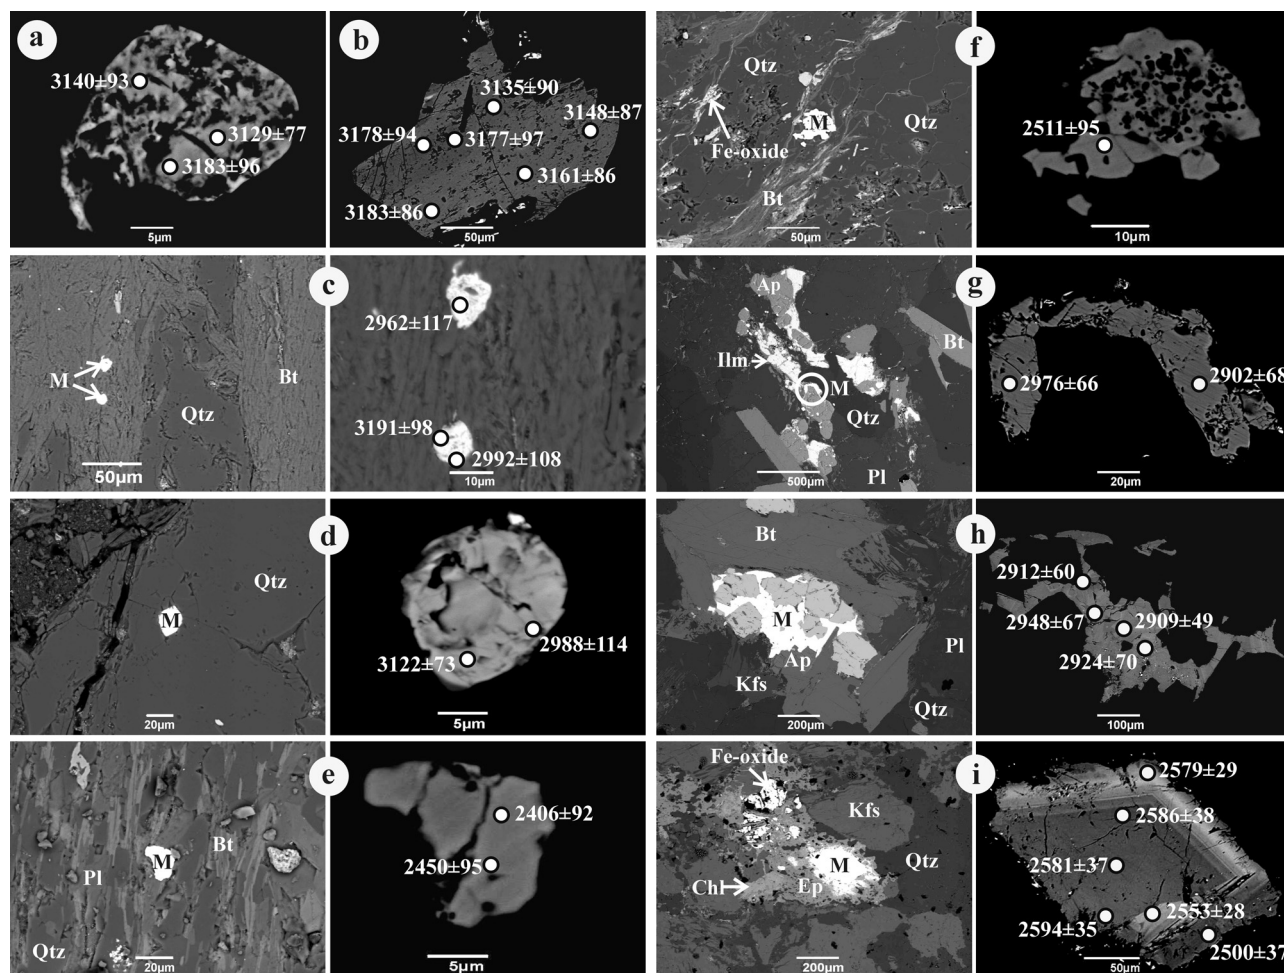 a
3140±93
3129±77
3183±96
5µm
b
3135±90
3148±87
3178±94
3177±97
3161±86
3183±86
50µm
Qtz
M
Qtz
Fe-oxide
Bt
50µm
f
2511±95
10µm
c
M
Qtz
Bt
50µm
2962±117
3191±98
2992±108
10µm
Ap
Bt
Ilm
M
Qtz
500µm
Pl
g
2976±66
2902±68
20µm
d
Qtz
M
20µm
2988±114
3122±73
5µm
Bt
M
Ap
Kfs
Pl
Qtz
200µm
h
2912±60
2948±67
2909±49
2924±70
100µm
e
M
Bt
Pl
Qtz
20µm
2406±92
2450±95
5µm
Fe-oxide
Kfs
M
Qtz
Chl
Ep
200µm
i
2579±29
2586±38
2581±37
2553±28
2594±35
2500±37
50µm